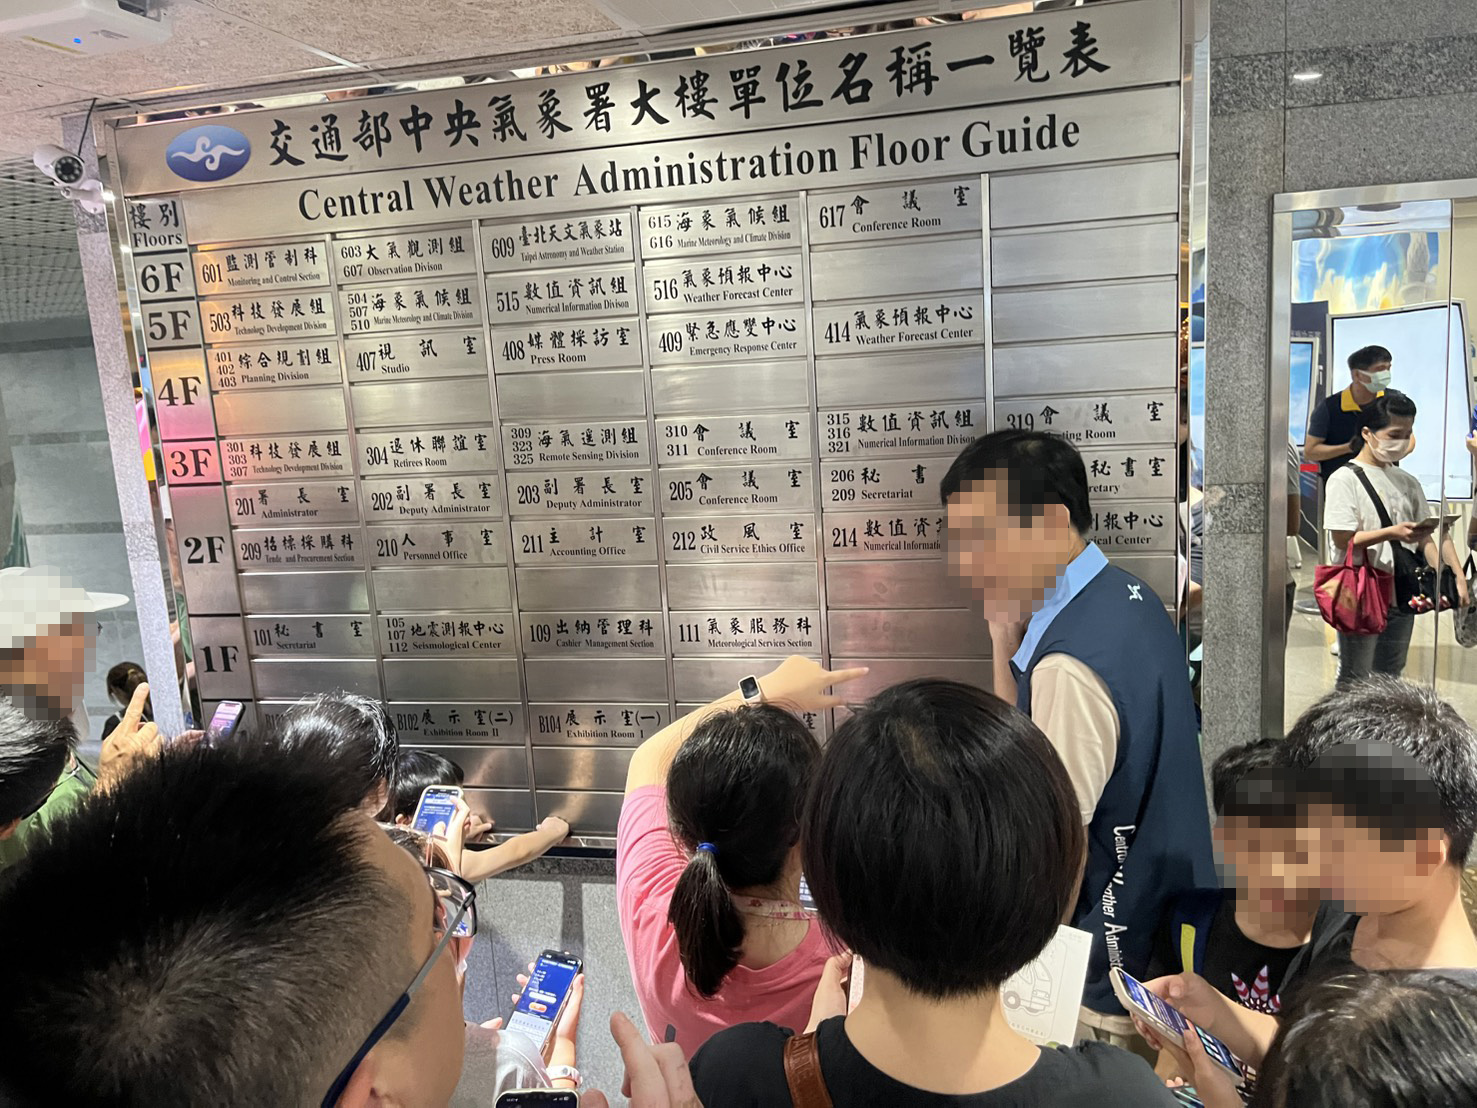 交通部中央氣象署大樓單位名稱一覽表
Central Weather Administration Floor Guide
樓別
Floors
6F
601 監測管制科
Monitoring and Control Section
603 大氣觀測組
607 Observation Divison
609 臺北天文氣象站
Taipei Astronomy and Weather Station
615 海象氣候組
616 Marine Meteorology and Climate Division
617 會議室
Conference Room
5F
503 科技發展組
Technology Development Division
504
507 海象氣候組
510 Marine Meteorology and Climate Division
515 數值資訊組
Numerical Information Divison
516 氣象預報中心
Weather Forecast Center
4F
401
402 綜合規劃組
403 Planning Division
407 視訊室
Studio
408 媒體採訪室
Press Room
409 緊急應變中心
Emergency Response Center
414 氣象預報中心
Weather Forecast Center
3F
301
303 科技發展組
307 Technology Development Division
304 退休聯誼室
Retirees Room
309
323 海氣遥測組
325 Remote Sensing Division
310 會議室
311 Conference Room
315
316 數值資訊組
321 Numerical Information Divison
319 會議室
Room
2F
201 署長室
Administrator
202 副署長室
Deputy Administrator
203 副署長室
Deputy Administrator
205 會議室
Conference Room
206 秘書
209 Secretariat
秘書室
209 招標採購科
Tende and Procurement Section
210 人事室
Personnel Office
211 主計室
Accounting Office
212 政風室
Civil Service Ethics Office
214 數值資
Numerical
報中心
Center
1F
101 秘書室
Secretariat
105
107 地震測報中心
112 Seismological Center
109 出納管理科
Cashier Management Section
111 氣象服務科
Meteorological Services Section
B102 展示室(二)
Exhibition Room II
B104 展示室(一)
Exhibition Room I
室